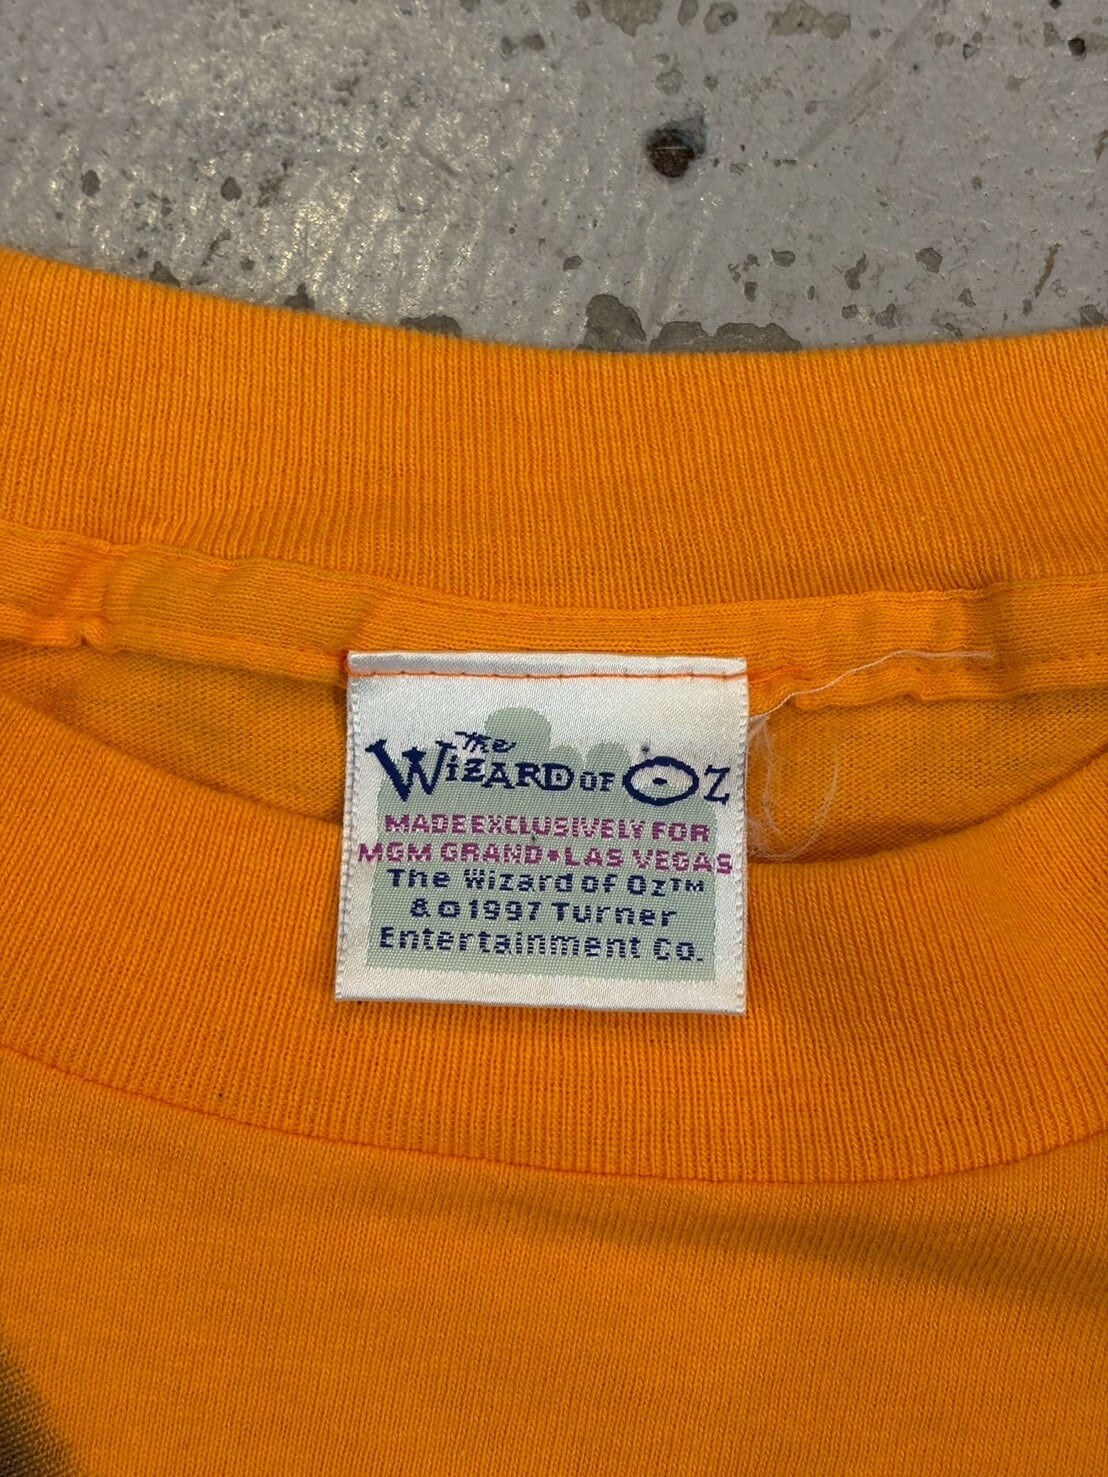 The
WIZARD OF OZ
MADE EXCLUSIVELY FOR
MGM GRAND • LAS VEGAS
The Wizard of Oz™
& © 1997 Turner
Entertainment Co.